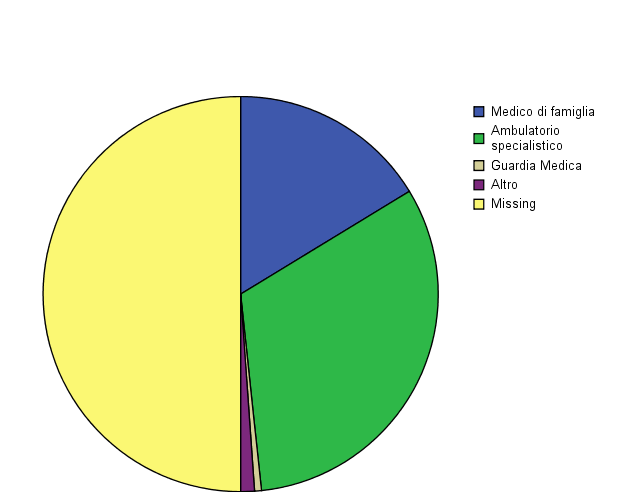 Medico di famiglia
Ambulatorio
specialistico
Guardia Medica
Altro
Missing